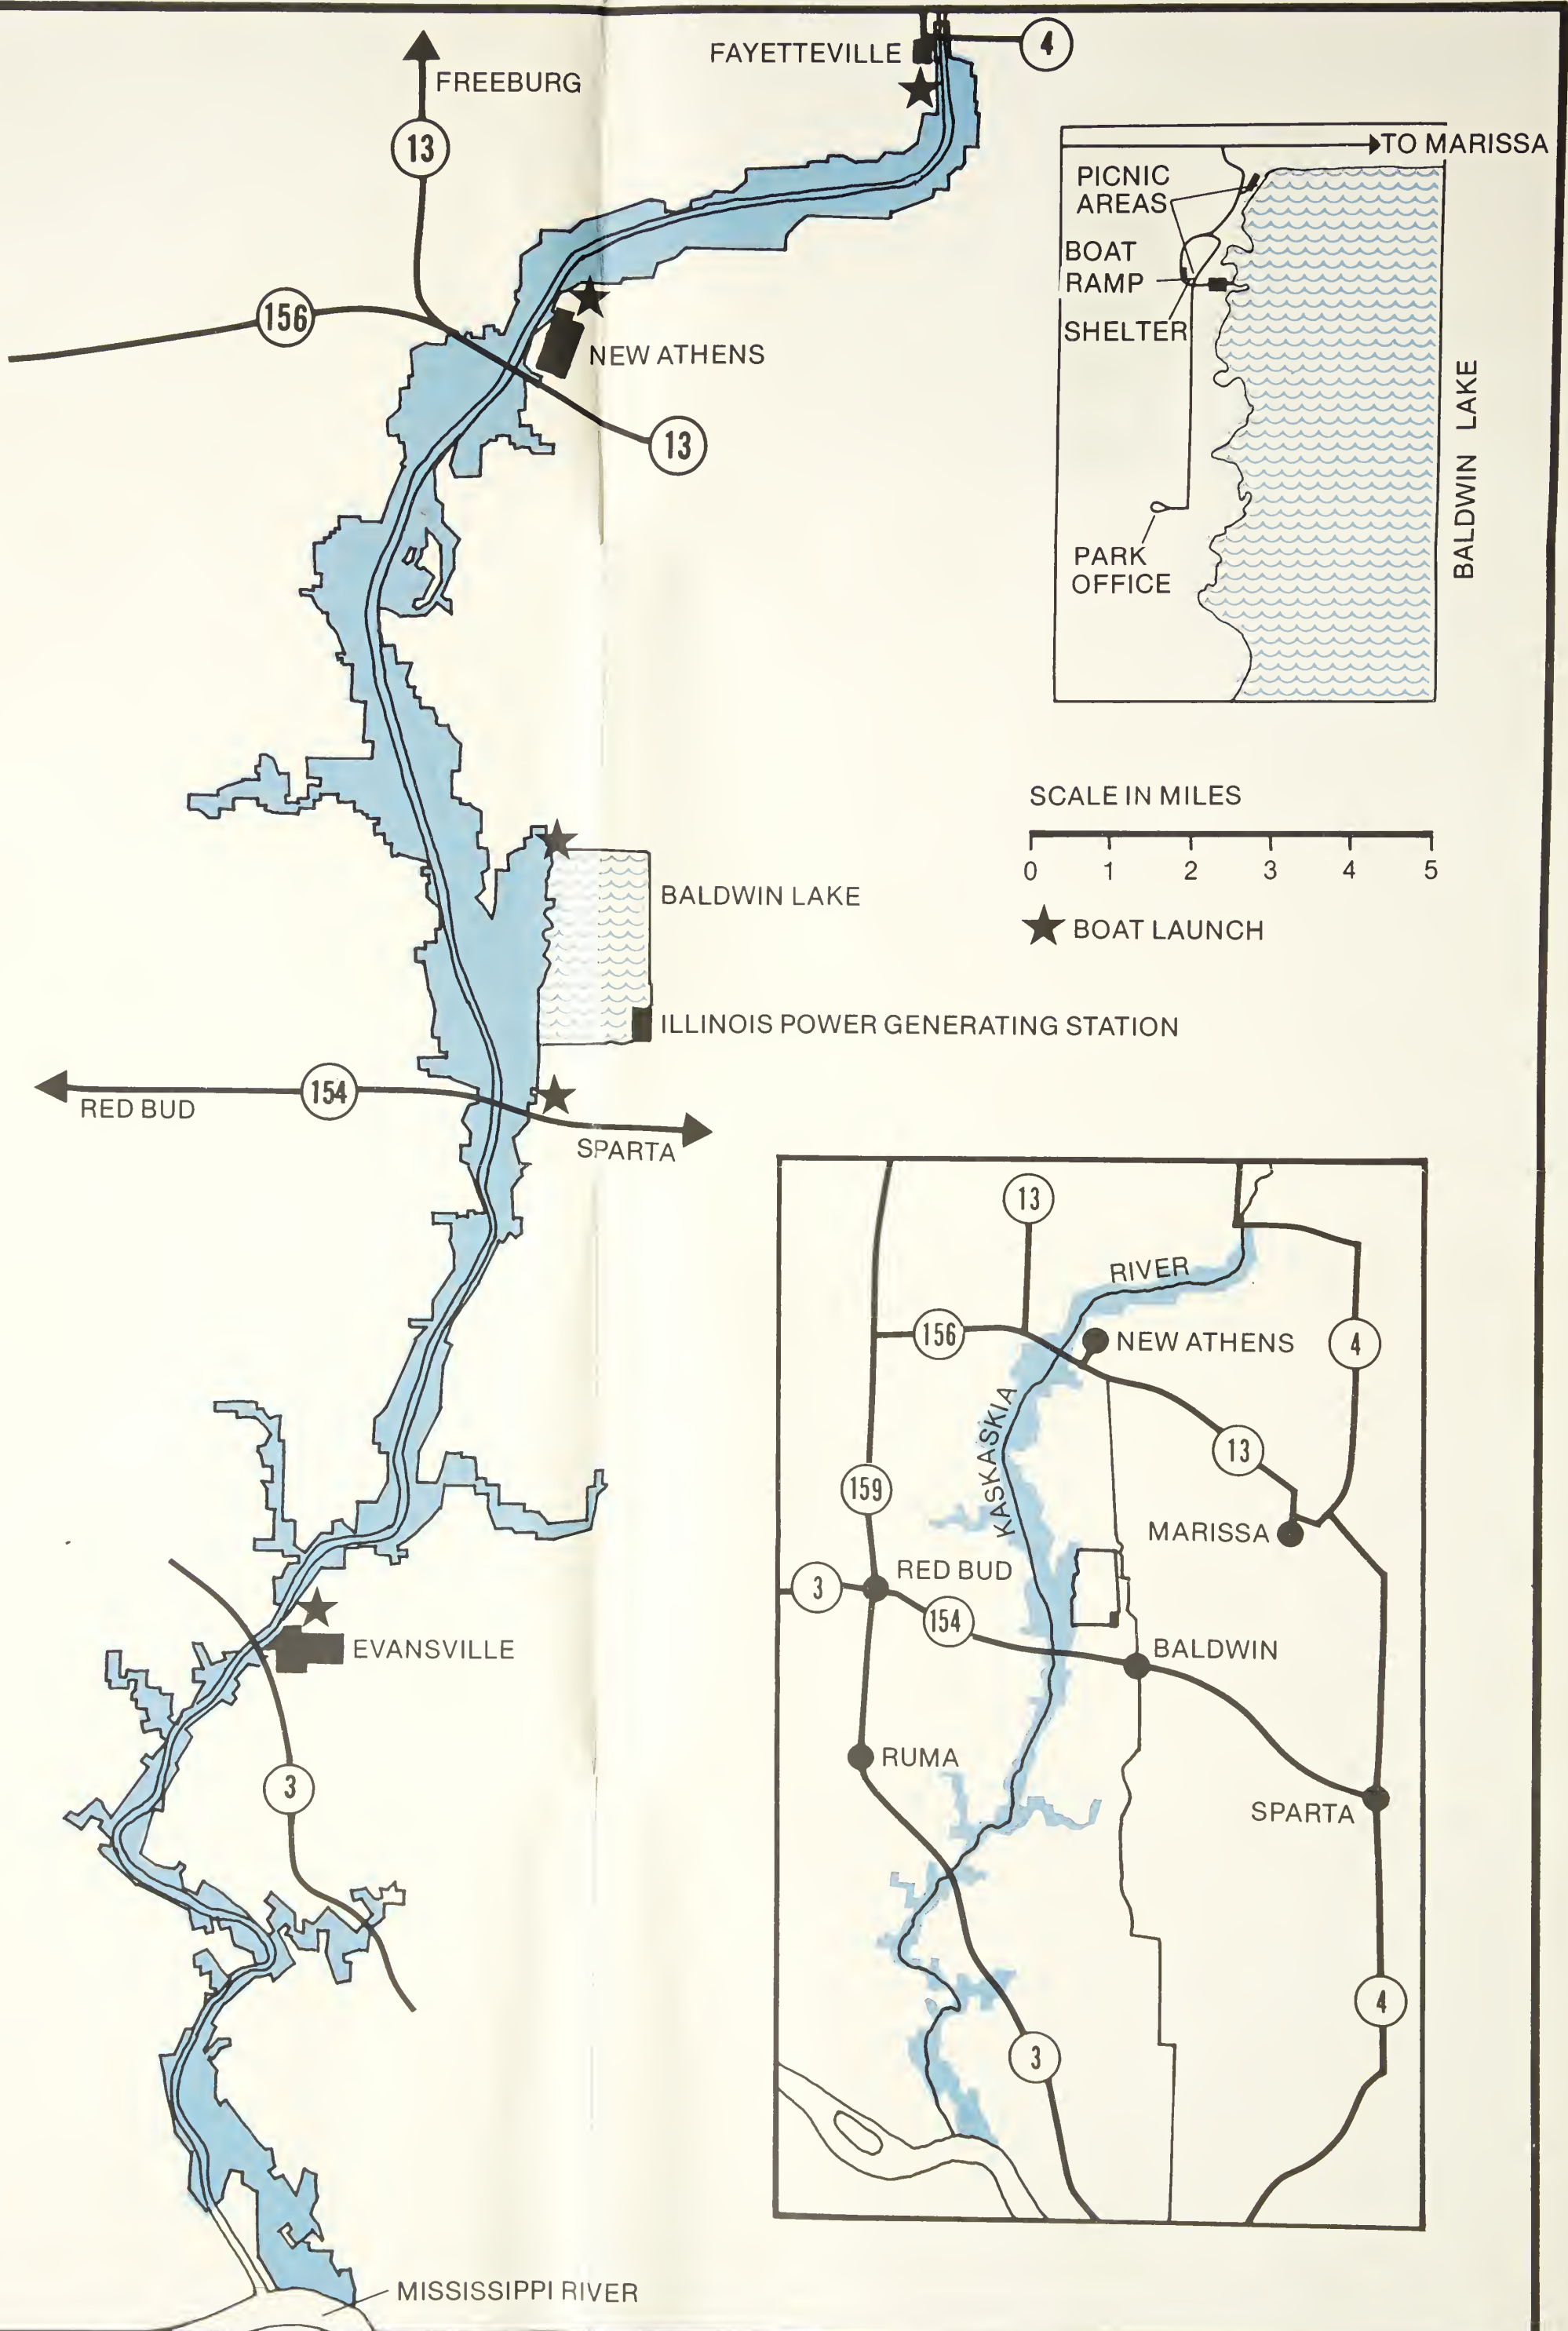 FAYETTEVILLE
4
FREEBURG
13
TO MARISSA
PICNIC
AREAS
BOAT
RAMP
SHELTER
PARK
OFFICE
BALDWIN LAKE
156
NEW ATHENS
13
SCALE IN MILES
0 1 2 3 4 5
BOAT LAUNCH
BALDWIN LAKE
ILLINOIS POWER GENERATING STATION
154
RED BUD
SPARTA
13
RIVER
156
NEW ATHENS
4
KASKASKIA
13
159
MARISSA
RED BUD
3
154
BALDWIN
RUMA
SPARTA
4
3
EVANSVILLE
3
MISSISSIPPI RIVER